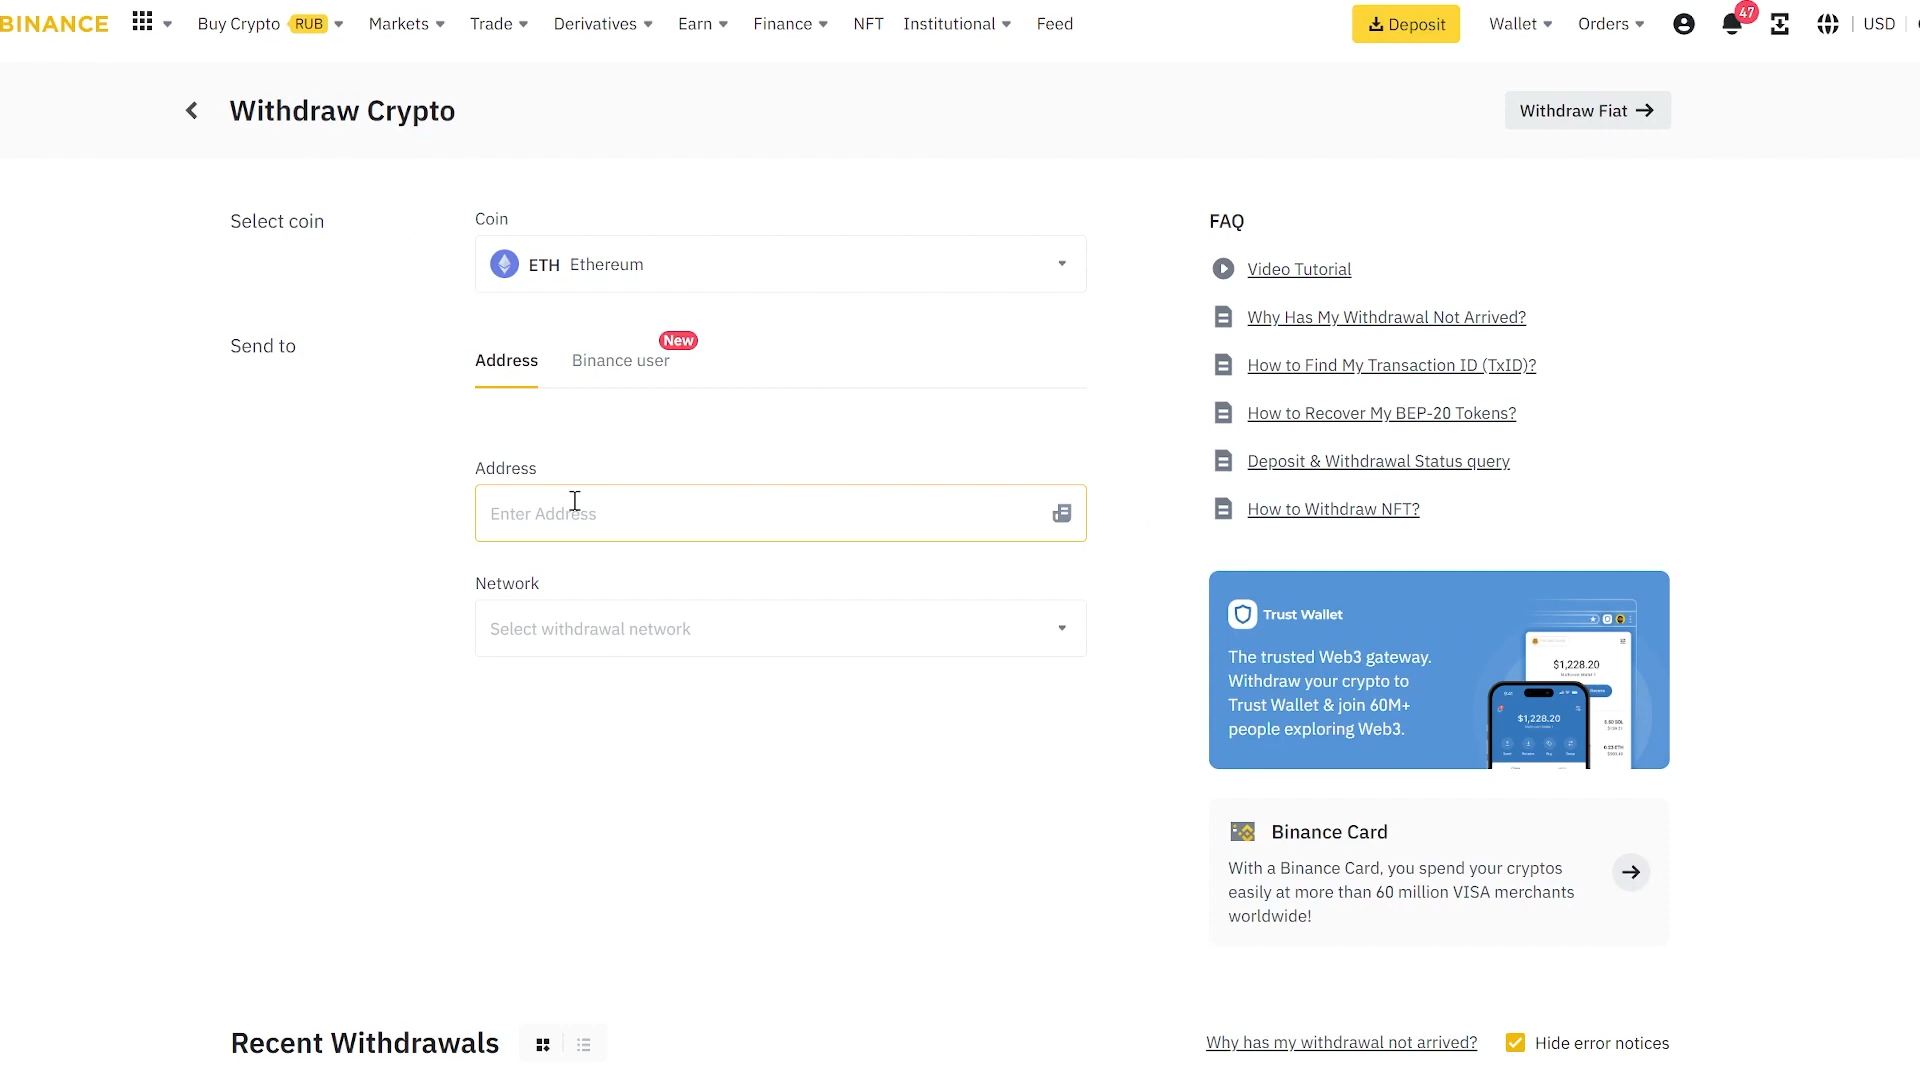 BINANCE
Buy Crypto RUB
Markets
Trade
Derivatives
Earn
Finance
NFT
Institutional
Feed
Deposit
Wallet
Orders
47
USD
Withdraw Crypto
Withdraw Fiat
Select coin
Coin
ETH Ethereum
Send to
Address
Binance user
New
Address
Enter Address
Network
Select withdrawal network
FAQ
Video Tutorial
Why Has My Withdrawal Not Arrived?
How to Find My Transaction ID (TxID)?
How to Recover My BEP-20 Tokens?
Deposit & Withdrawal Status query
How to Withdraw NFT?
Trust Wallet
The trusted Web3 gateway.
Withdraw your crypto to
Trust Wallet & join 60M+
people exploring Web3.
$1,228.20
$1,228.20
Binance Card
With a Binance Card, you spend your cryptos
easily at more than 60 million VISA merchants
worldwide!
Recent Withdrawals
Why has my withdrawal not arrived?
Hide error notices